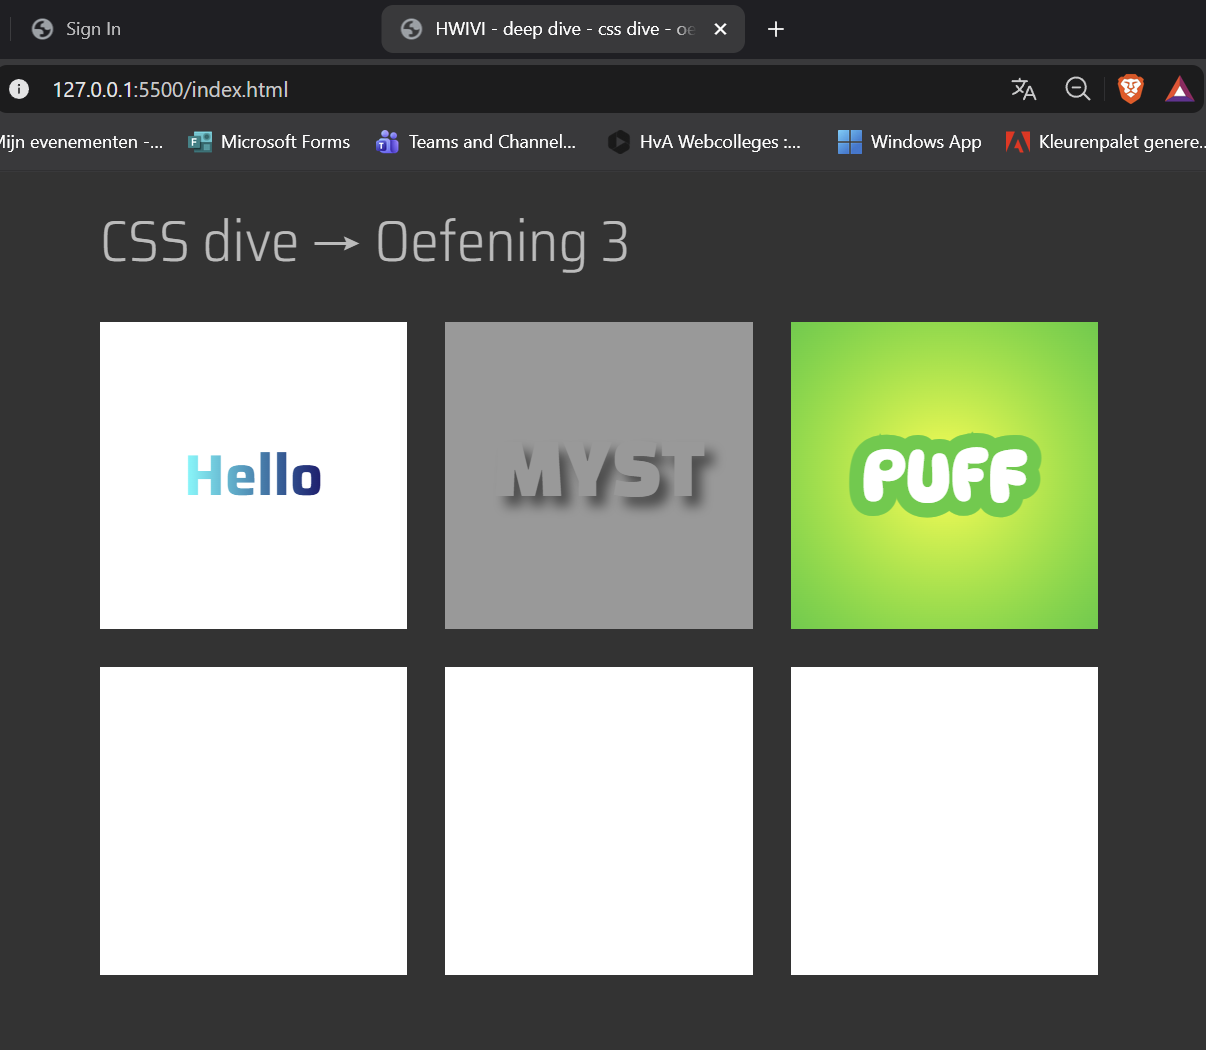 Sign In
HWIVI - deep dive - css dive - oe
127.0.0.1:5500/index.html
Mijn evenementen -...
Microsoft Forms
Teams and Channel...
HvA Webcolleges :...
Windows App
Kleurenpalet genere...
CSS dive → Oefening 3
Hello
MYST
PUFF